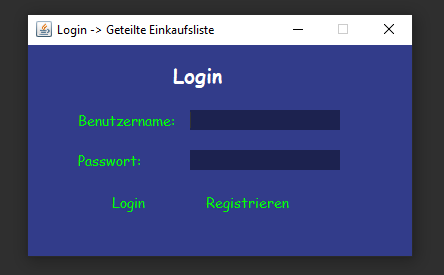 Login -> Geteilte Einkaufsliste
Login
Benutzername:
Passwort:
Login Registrieren